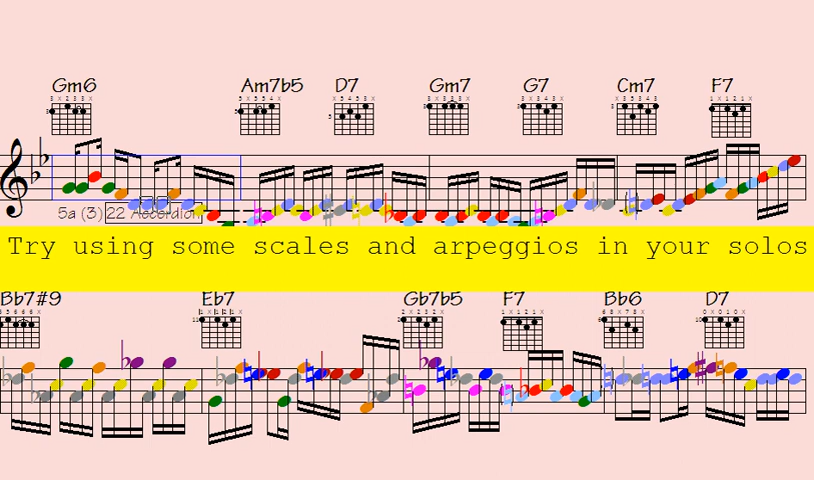 Gm6 Am7b5 D7 Gm7 G7 Cm7 F7
5a (3) 22 Accordion
Try using some scales and arpeggios in your solos
Bb7#9 Eb7 Gb7b5 F7 Bb6 D7